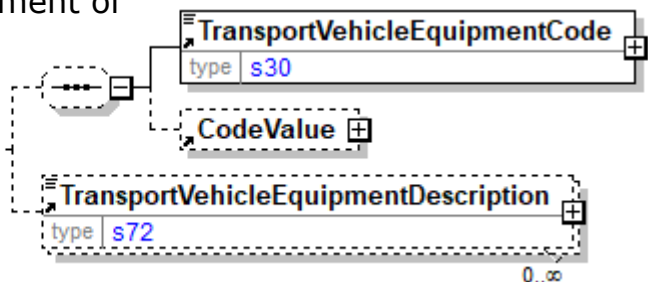 ment of
TransportVehicleEquipmentCode
type s30
CodeValue
TransportVehicleEquipmentDescription
type s72
0..∞